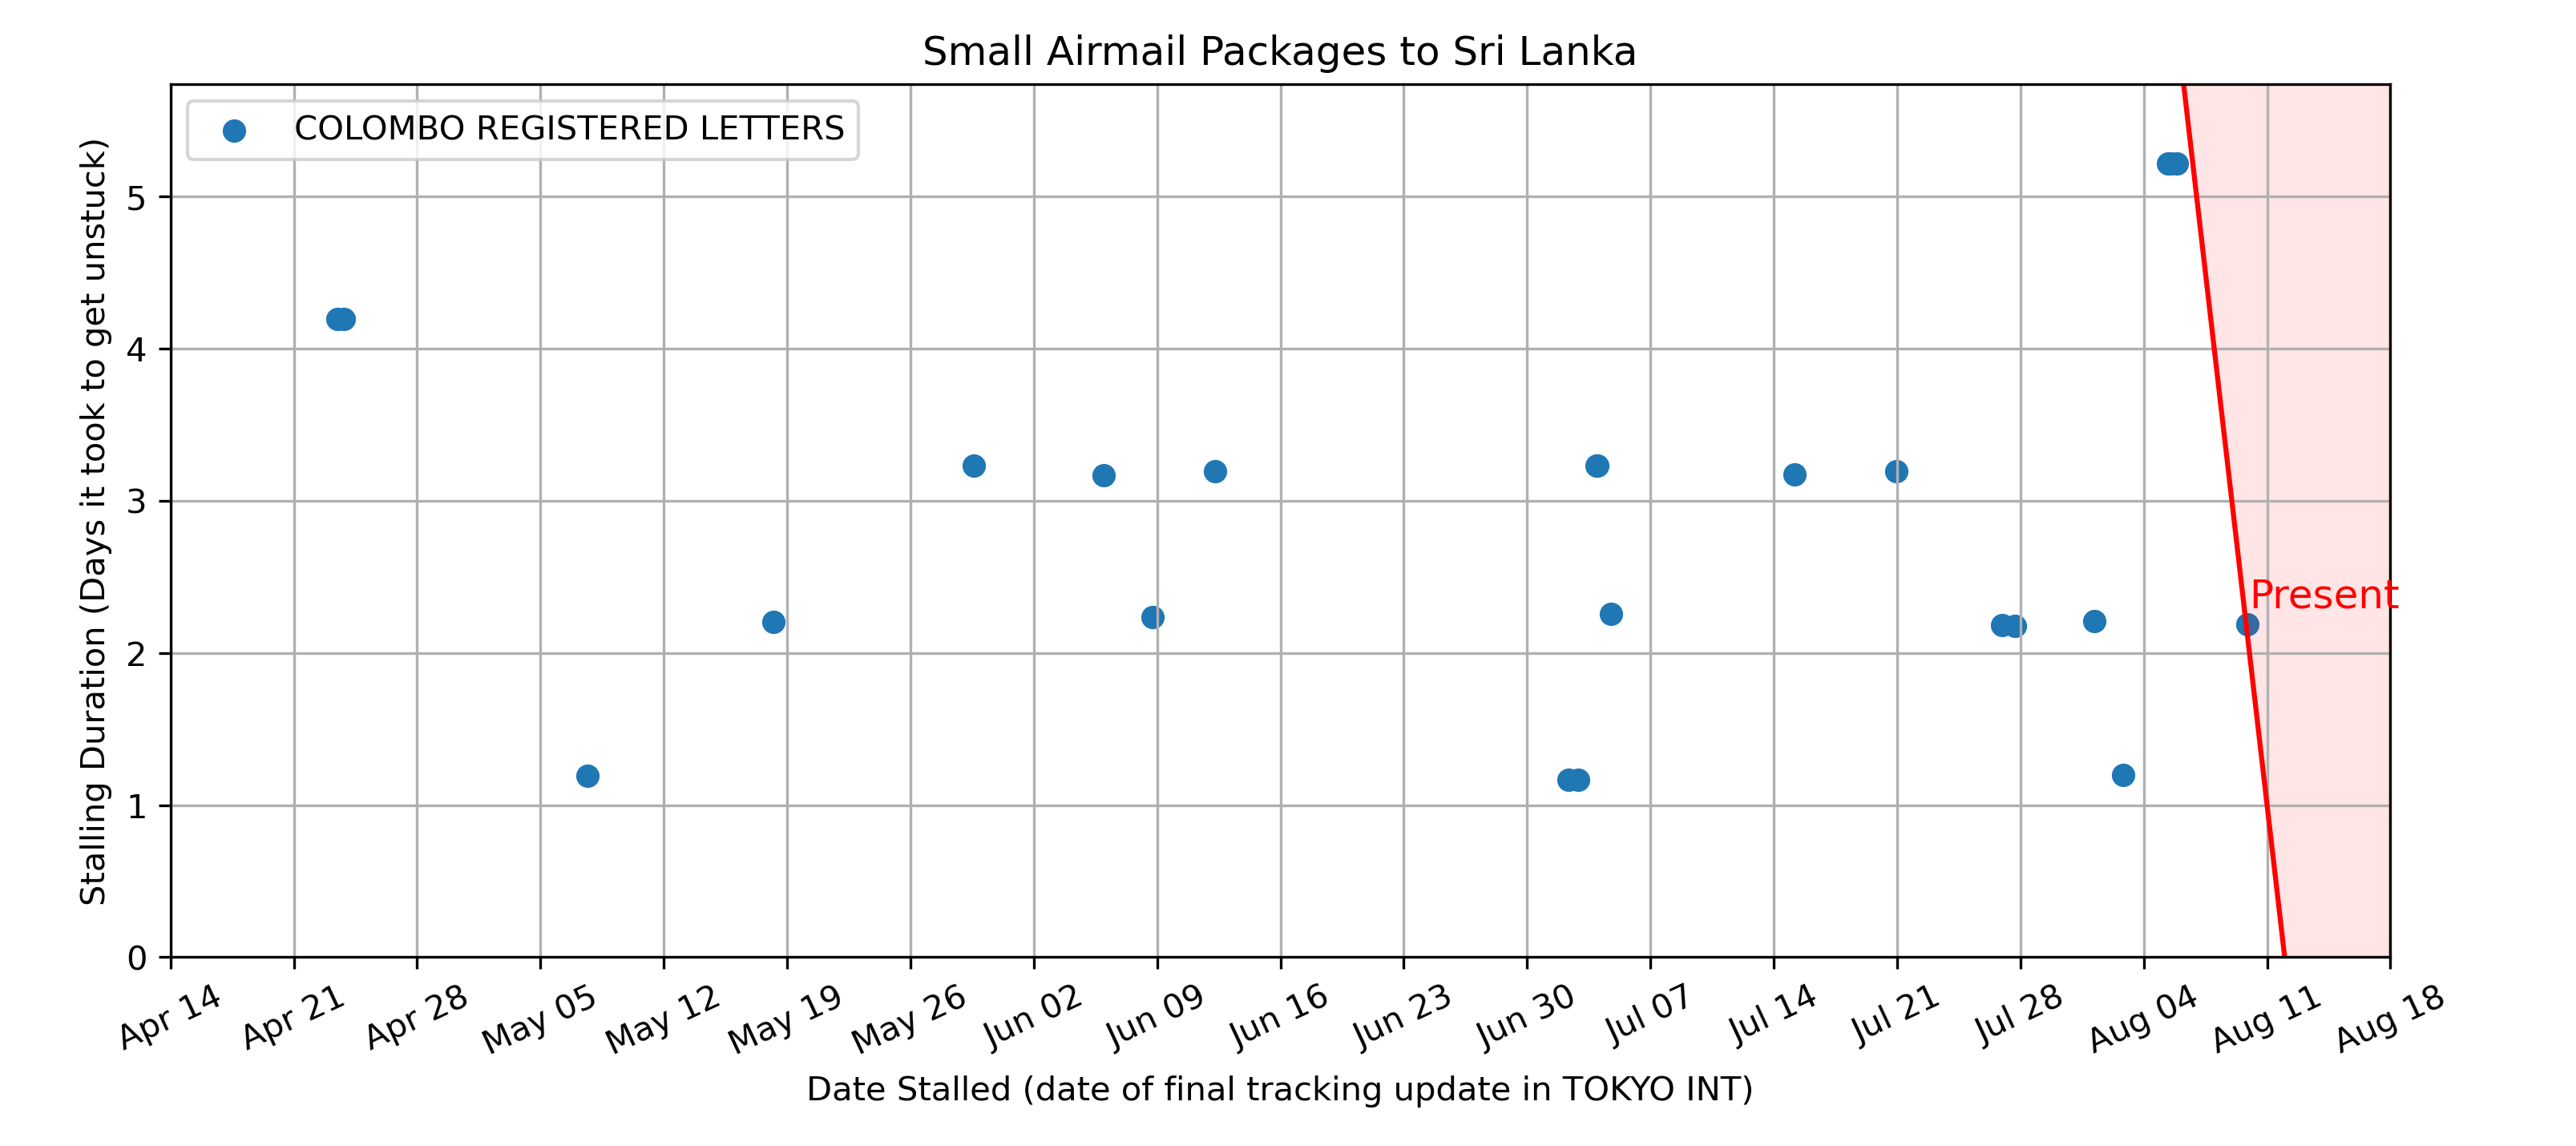 Small Airmail Packages to Sri Lanka
COLOMBO REGISTERED LETTERS
Stalling Duration (Days it took to get unstuck)
5
4
3
2
1
0
Present
Apr 14
Apr 21
Apr 28
May 05
May 12
May 19
May 26
Jun 02
Jun 09
Jun 16
Jun 23
Jun 30
Jul 07
Jul 14
Jul 21
Jul 28
Aug 04
Aug 11
Aug 18
Date Stalled (date of final tracking update in TOKYO INT)